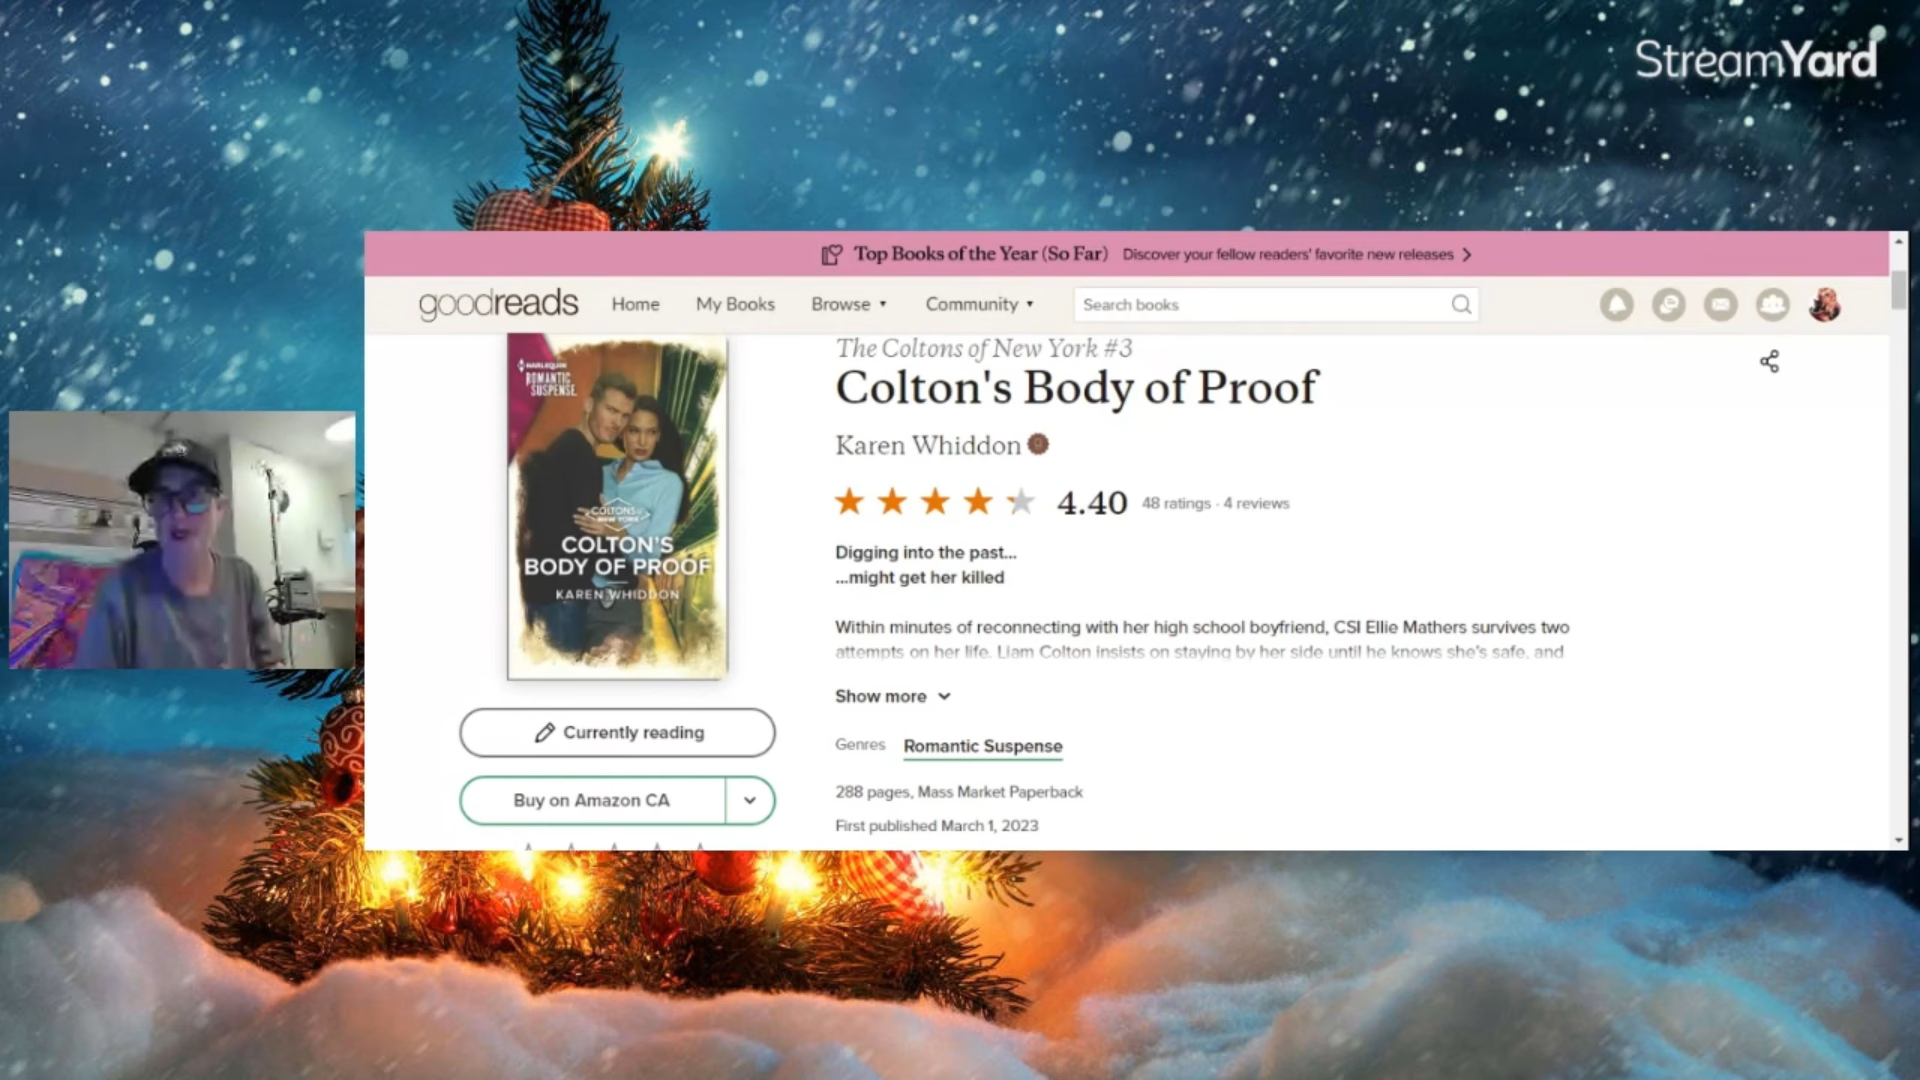 StreamYard
Top Books of the Year (So Far) Discover your fellow readers' favorite new releases
goodreads Home My Books Browse Community Search books
HARLEQUIN
ROMANTIC
SUSPENSE
COLTONS
NEW YORK
COLTON'S
BODY OF PROOF
KAREN WHIDDON
Currently reading
Buy on Amazon CA
The Coltons of New York #3
Colton's Body of Proof
Karen Whiddon
4.40 48 ratings · 4 reviews
Digging into the past...
...might get her killed
Within minutes of reconnecting with her high school boyfriend, CSI Ellie Mathers survives two
attempts on her life. Liam Colton insists on staying by her side until he knows she's safe, and
Show more
Genres Romantic Suspense
288 pages, Mass Market Paperback
First published March 1, 2023